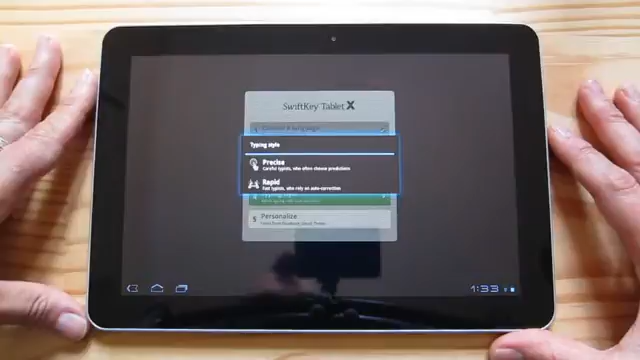 SwiftKey Tablet X
Typing style
Precise
Careful typists, who often choose predictions
Rapid
Fast typists, who rely on auto-correction
5 Personalize
1:33